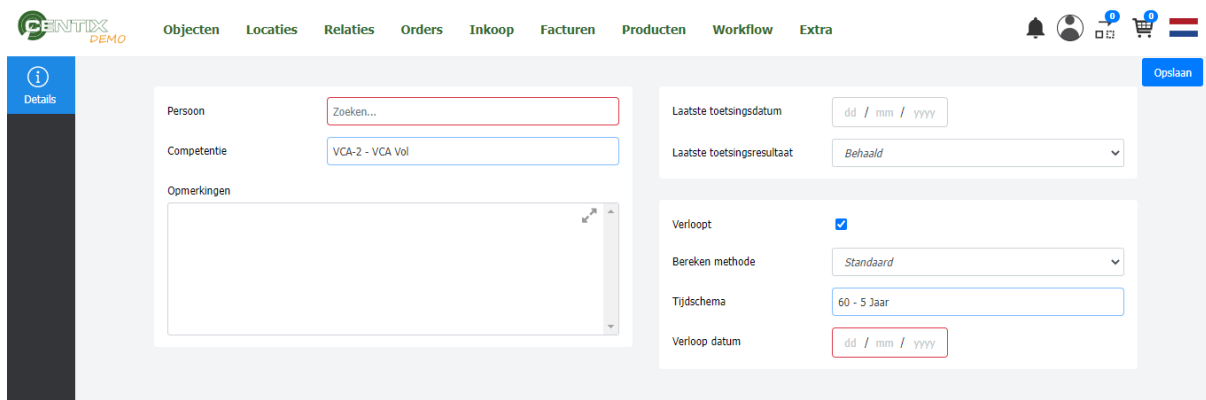 CENTIX
DEMO
Objecten Locaties Relaties Orders Inkoop Facturen Producten Workflow Extra
0 0
Details
Opslaan
Persoon Zoeken...
Competentie VCA-2 - VCA Vol
Opmerkingen
Laatste toetsingsdatum dd / mm / yyyy
Laatste toetsingsresultaat Behaald
Verloopt
Bereken methode Standaard
Tijdschema 60 - 5 Jaar
Verloop datum dd / mm / yyyy